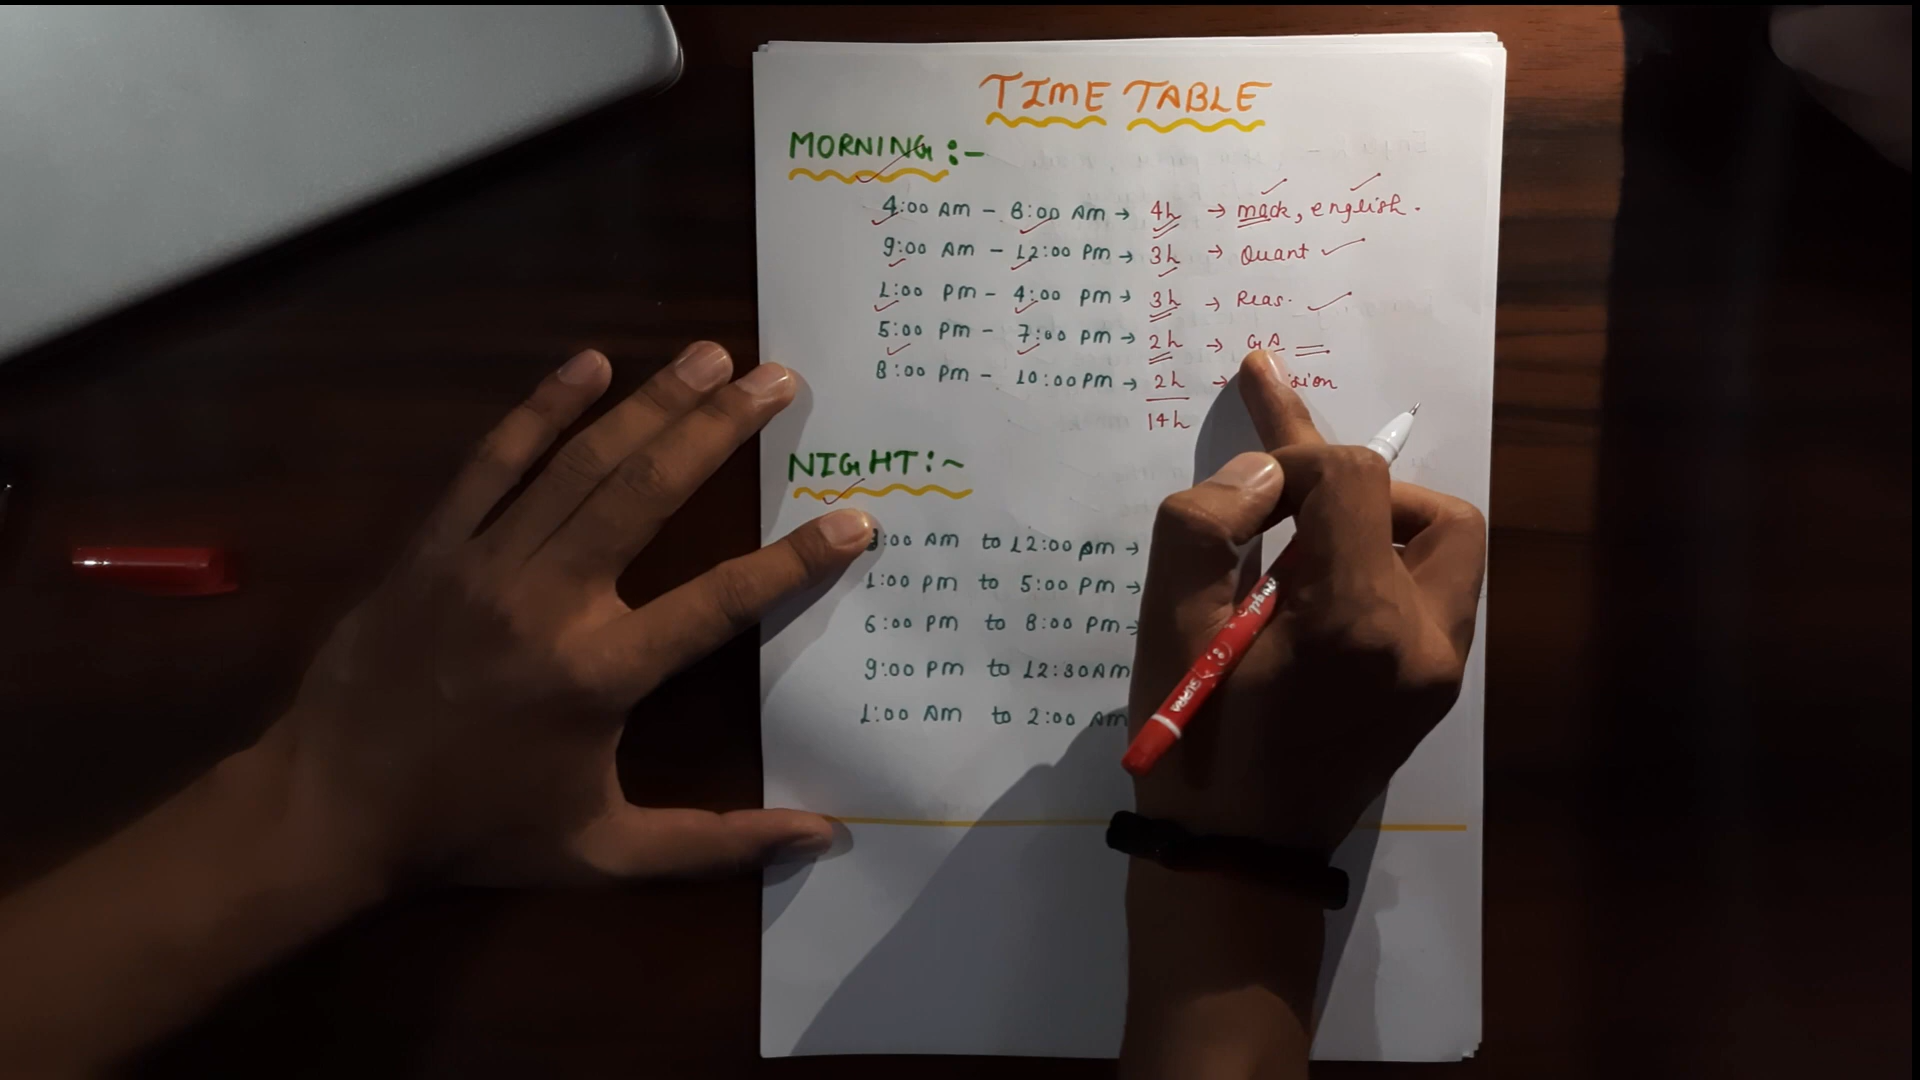 TIME TABLE
MORNING:-
4:00 AM - 8:00 AM → 4h → mock, english.
9:00 AM - 12:00 PM → 3h → Quant
1:00 PM - 4:00 PM → 3h → Reas.
5:00 PM - 7:00 PM → 2h → GA
8:00 PM - 10:00 PM → 2h →
14h
NIGHT:~
:00 AM to 12:00 pm →
1:00 PM to 5:00 PM →
6:00 PM to 8:00 PM →
9:00 PM to 12:30 AM
1:00 AM to 2:00 AM
SUPRA